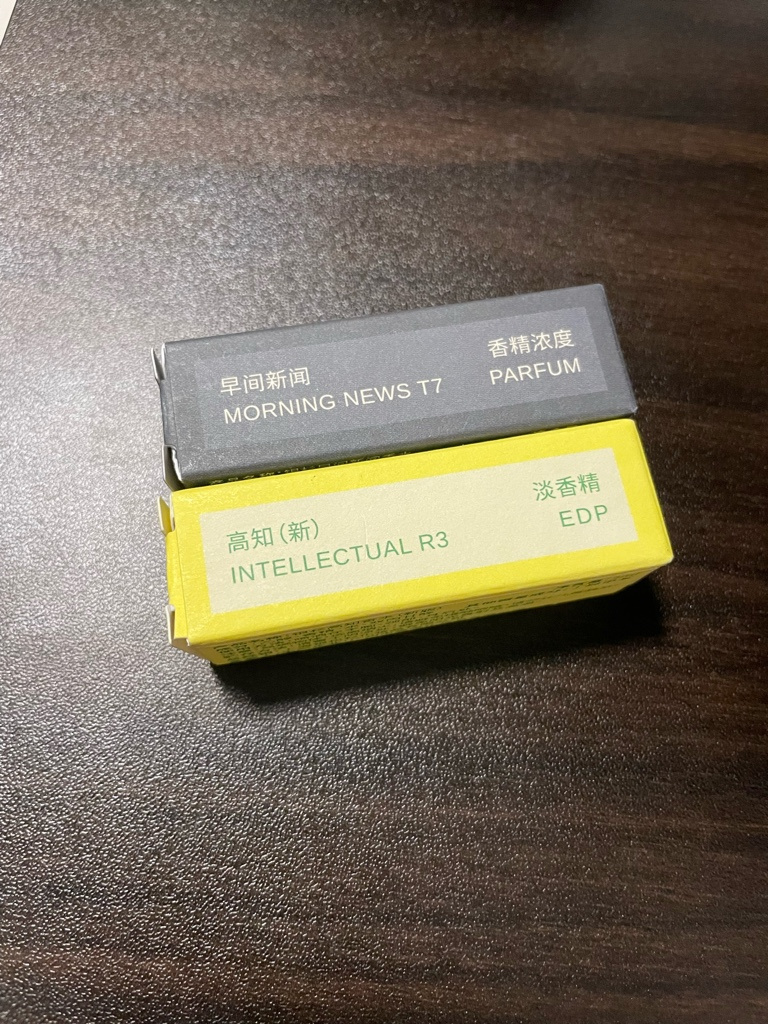 早间新闻
MORNING NEWS T7
香精浓度
PARFUM
高知（新）
INTELLECTUAL R3
淡香精
EDP